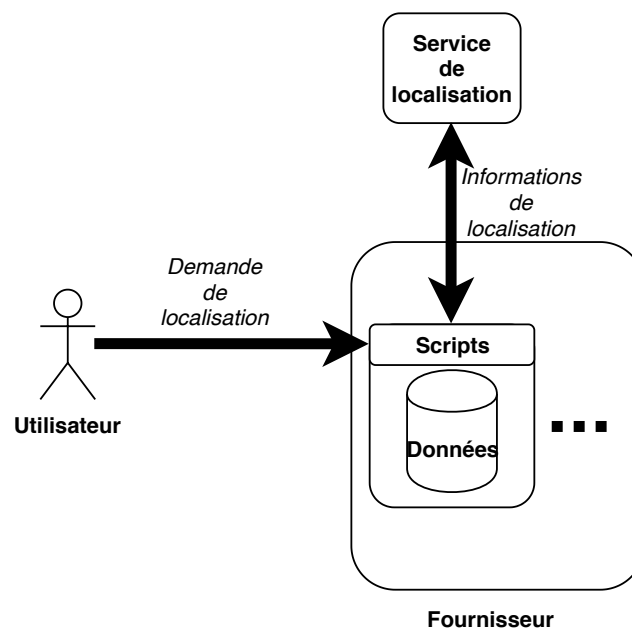 Service
de
localisation
Informations
de
localisation
Demande
de
localisation
Scripts
Données
Utilisateur
Fournisseur